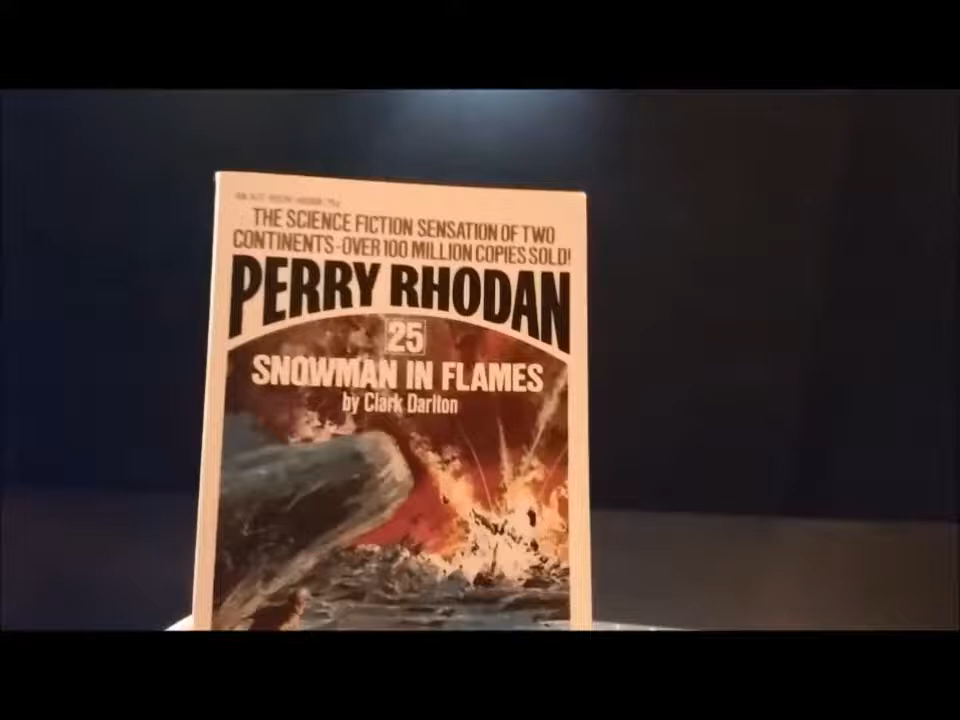 THE SCIENCE FICTION SENSATION OF TWO
CONTINENTS-OVER 100 MILLION COPIES SOLD!
PERRY RHODAN
25
SNOWMAN IN FLAMES
by Clark Darlton